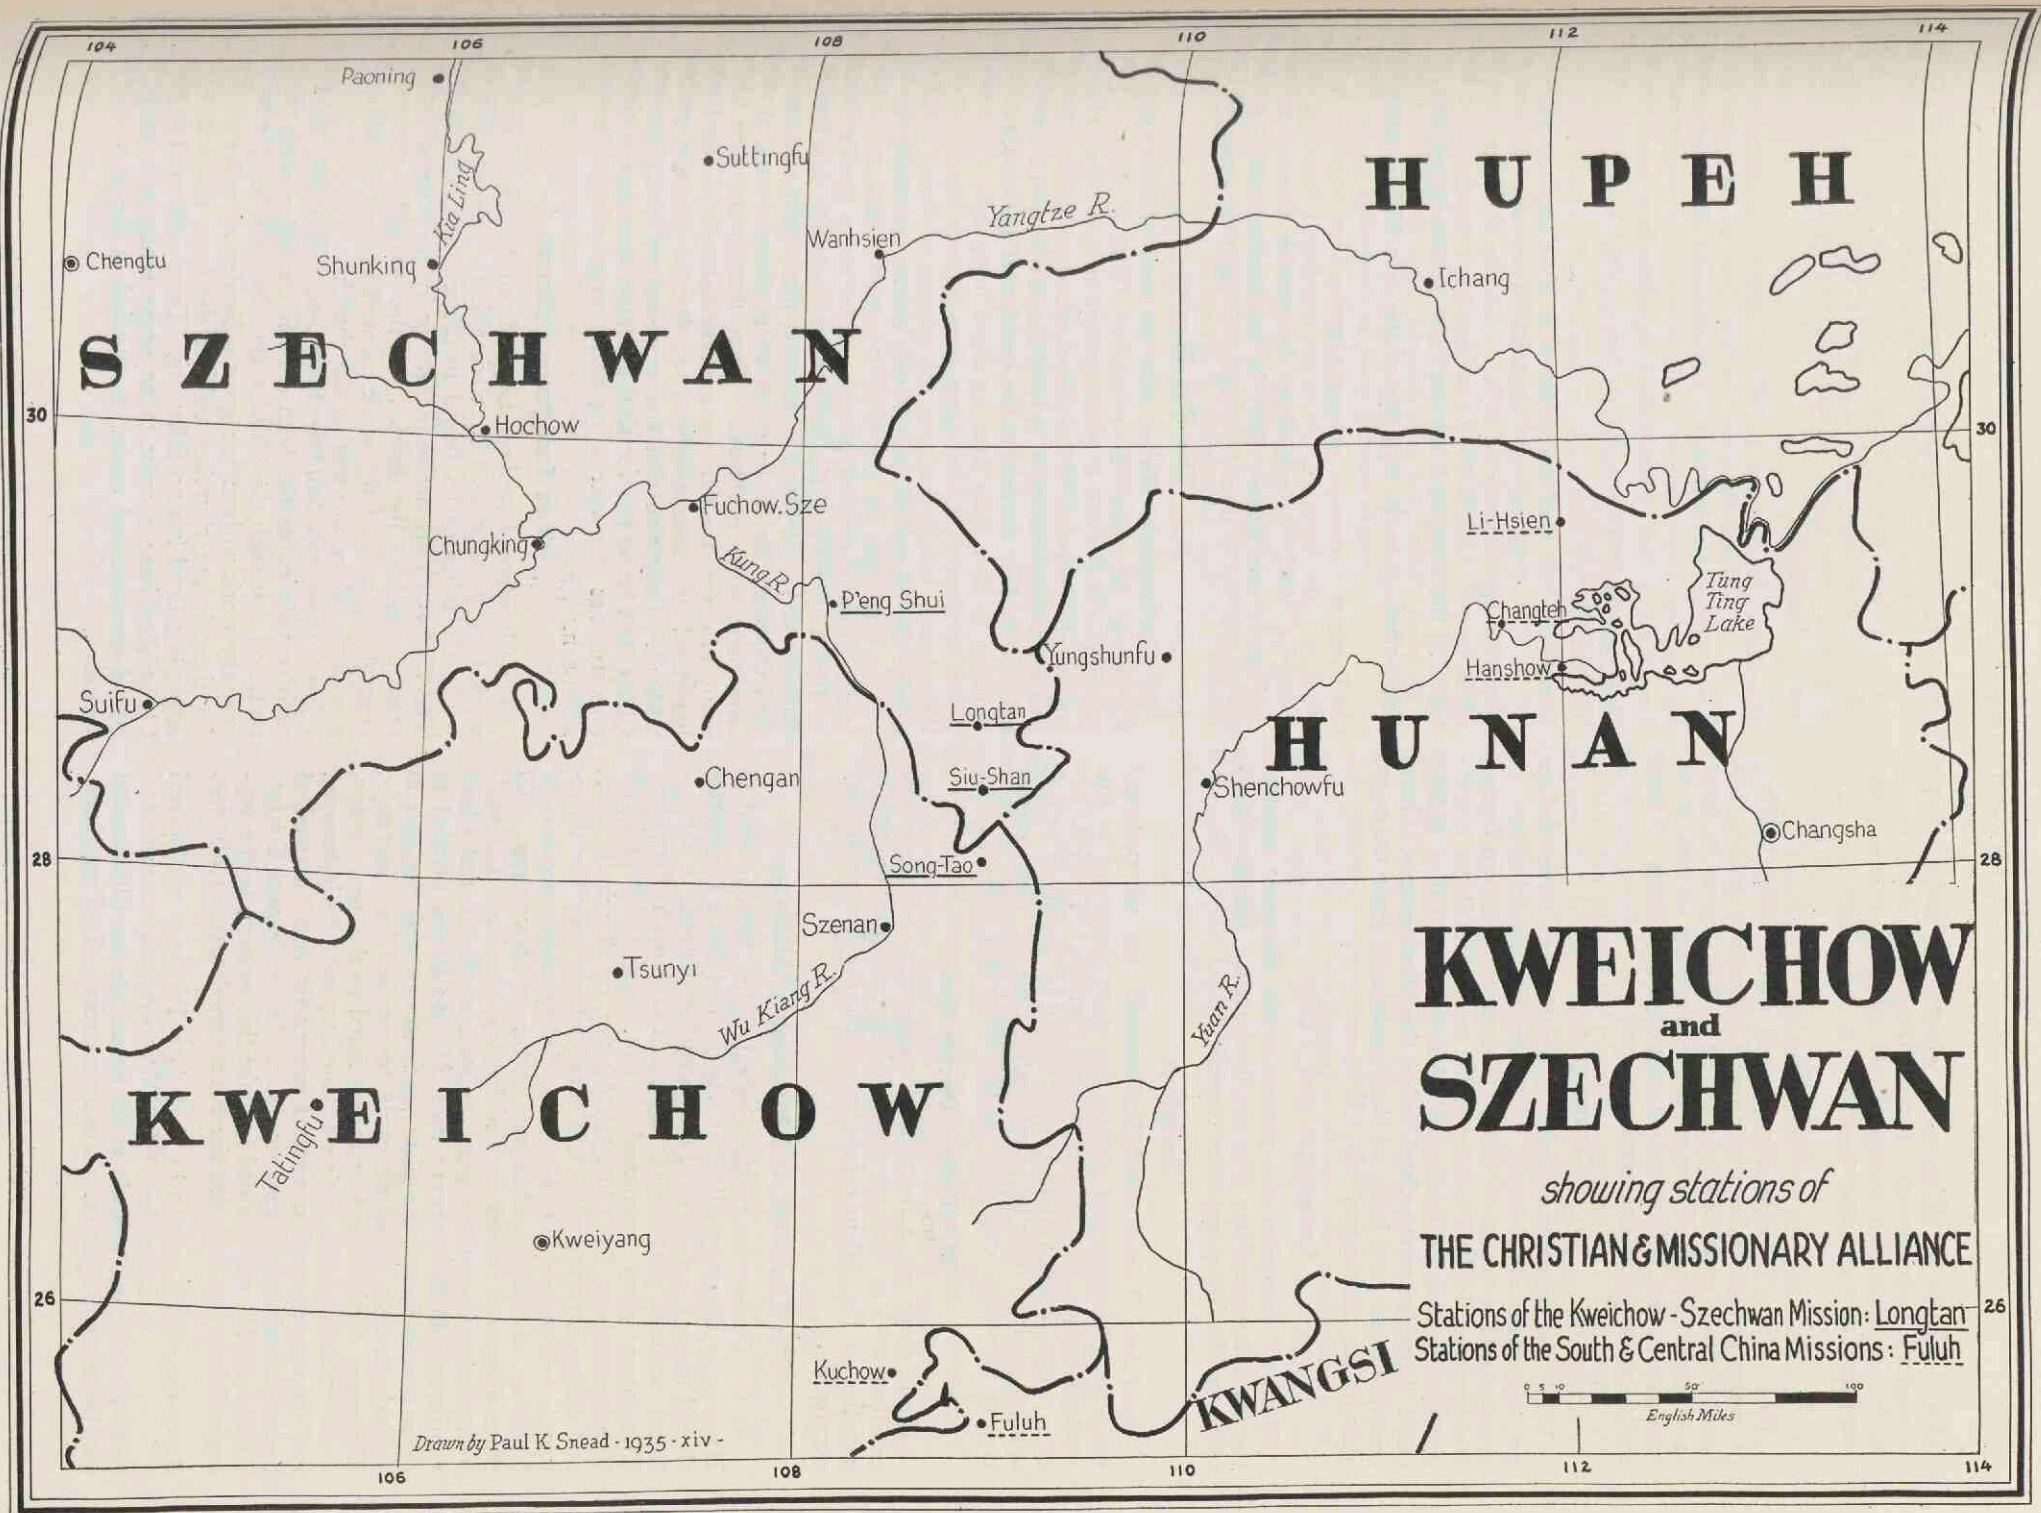 104 106 108 110 112 114
Paoning
Suttingfu
HUPEH
Kia Ling
Yangtze R.
Wanhsien
Chengtu
Shunking
Ichang
SZECHWAN
30
30
Hochow
Fuchow.Sze
Li-Hsien
Chungking
Kung R.
P'eng Shui
Tung
Ting
Lake
Changteh
Yungshunfu
Hanshow
Suifu
Longtan
HUNAN
Siu-Shan
Chengan
Shenchowfu
Changsha
28
28
Song-Tao
Szenan
Tsunyi
Wu Kiang R.
Yuan R.
KWEICHOW
and
SZECHWAN
KWEICHOW
Tatingfu
showing stations of
Kweiyang
THE CHRISTIAN & MISSIONARY ALLIANCE
26
26
Stations of the Kweichow-Szechwan Mission: Longtan
Stations of the South & Central China Missions: Fuluh
KWANGSI
Kuchow
0 5 10 50 100
English Miles
Fuluh
Drawn by Paul K. Snead - 1935 - xiv -
106 108 110 112 114